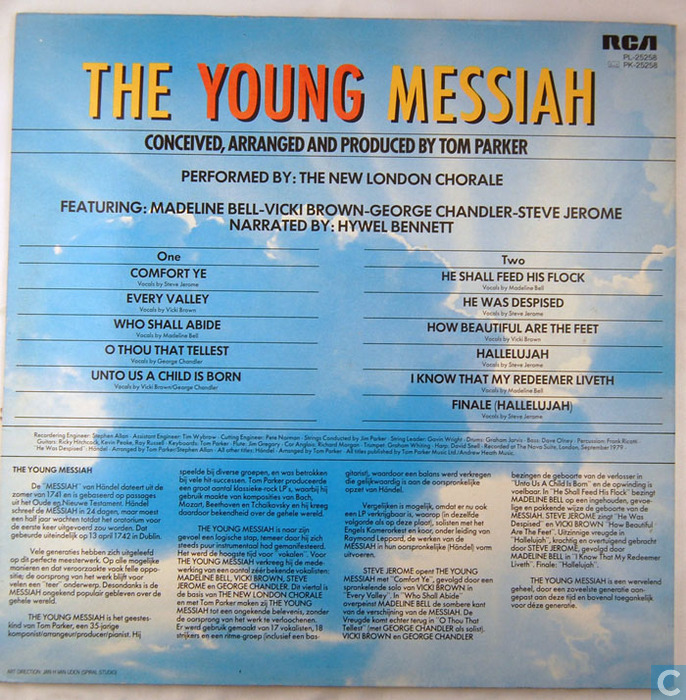 RCA
PL-25258
PK-25258
THE YOUNG MESSIAH
CONCEIVED, ARRANGED AND PRODUCED BY TOM PARKER
PERFORMED BY: THE NEW LONDON CHORALE
FEATURING: MADELINE BELL-VICKI BROWN-GEORGE CHANDLER-STEVE JEROME
NARRATED BY: HYWEL BENNETT
One
COMFORT YE
Vocals by Steve Jerome
EVERY VALLEY
Vocals by Vicki Brown
WHO SHALL ABIDE
Vocals by Madeline Bell
O THOU THAT TELLEST
Vocals by George Chandler
UNTO US A CHILD IS BORN
Vocals by Vicki Brown/George Chandler
Two
HE SHALL FEED HIS FLOCK
Vocals by Madeline Bell
HE WAS DESPISED
Vocals by Steve Jerome
HOW BEAUTIFUL ARE THE FEET
Vocals by Vicki Brown
HALLELUJAH
Vocals by Steve Jerome
I KNOW THAT MY REDEEMER LIVETH
Vocals by Madeline Bell
FINALE (HALLELUJAH)
Vocals by Steve Jerome
Recordering Engineer: Stephen Allan · Assistant Engineer: Tim Wybrow · Cutting Engineer: Pete Norman · Strings Conducted by Jim Parker · String Leader: Gavin Wright · Drums: Graham Jarvis · Bass: Dave Olney · Percussion: Frank Ricotti ·
Guitars: Ricky Hitchcock, Kevin Peake, Ray Russell · Keyboards: Tom Parker · Flute: Jim Gregory · Cor Anglais: Richard Morgan · Trumpet: Graham Whiting · Harp: David Snell · Recorded at The Nova Sound Studio's, London, September 1979 ·
'He Was Despised': Händel · Arranged by Tom Parker/Stephen Allan · All other titles: Händel · Arranged by Tom Parker · All titles published by Tom Parker Music Ltd./Andrew Heath Music.
THE YOUNG MESSIAH
De "MESSIAH" van Händel dateert uit de
zomer van 1741 en is gebaseerd op passages
uit het Oude en Nieuwe Testament. Händel
schreef de MESSIAH in 24 dagen, maar moest
een half jaar wachten totdat het oratorium voor
de eerste keer uitgevoerd zou worden. Dat
gebeurde uiteindelijk op 13 april 1742 in Dublin.
Vele generaties hebben zich uitgeleefd
op dit perfecte meesterwerk. Op alle mogelijke
manieren en dat veroorzaakte vaak felle oppo-
sitie; de oorsprong van het werk blijft voor
velen een "teer" onderwerp. Desondanks is de
MESSIAH ongekend populair gebleven over de
gehele wereld.
THE YOUNG MESSIAH is het geestes-
kind van Tom Parker, een 35-jarige
komponist/arrangeur/producer/pianist. Hij
speelde bij diverse groepen, en was betrokken
bij vele hit-successen. Tom Parker produceerde
een groot aantal klassieke-rock LP's, waarbij hij
gebruik maakte van komposities van Bach,
Mozart, Beethoven en Tchaikovsky en hij kreeg
daardoor bekendheid over de gehele wereld.
THE YOUNG MESSIAH is naar zijn
gevoel een logische stap, temeer daar hij zich
steeds puur instrumentaal had gemanifesteerd.
Het werd de hoogste tijd voor "vokalen". Voor
THE YOUNG MESSIAH verkreeg hij de mede-
werking van een aantal zéér bekende vokalisten:
MADELINE BELL, VICKI BROWN, STEVE
JEROME en GEORGE CHANDLER. Dit viertal is
de basis van THE NEW LONDON CHORALE
en met Tom Parker maken zij THE YOUNG
MESSIAH tot een ongekende belevenis, zonder
de oorsprong van het werk te verloochenen.
Er werd gebruik gemaakt van 17 vokalisten, 18
strijkers en een ritme-groep (inclusief een bas-
gitarist), waardoor een balans werd verkregen
die gelijkwaardig is aan de oorspronkelijke
opzet van Händel.
Vergelijken is mogelijk, omdat er nu ook
een LP verkrijgbaar is, waarop (in dezelfde
volgorde als op deze plaat), solisten met het
Engels Kamerorkest en koor, onder leiding van
Raymond Leppard, de werken van de
MESSIAH in hun oorspronkelijke (Händel) vorm
uitvoeren.
STEVE JEROME opent THE YOUNG
MESSIAH met "Comfort Ye", gevolgd door een
sprankelende solo van VICKI BROWN in
"Every Valley". In "Who Shall Abide"
overpeinst MADELINE BELL de sombere kant
van de verschijning van de MESSIAH. De
Vreugde komt echter terug in "O Thou That
Tellest" (met GEORGE CHANDLER als solist).
VICKI BROWN en GEORGE CHANDLER
bezingen de geboorte van de verlosser in
"Unto Us A Child Is Born" en de opwinding is
voelbaar. In "He Shall Feed His Flock" bezingt
MADELINE BELL op een ingehouden, gevoe-
lige en pakkende wijze de geboorte van de
MESSIAH. STEVE JEROME zingt "He Was
Despised" en VICKI BROWN "How Beautiful
Are The Feet". Uitzinnige vreugde in
"Hallelujah", krachtig en overtuigend gebracht
door STEVE JEROME, gevolgd door
MADELINE BELL in "I Know That My Redeemer
Liveth". Finale: "Hallelujah".
THE YOUNG MESSIAH is een wervelend
geheel, door een zavoelste generatie aan-
gepast aan deze tijd en bovenal toegankelijk
voor déze generatie.
ART DIRECTION: JAN H VAN UDEK (SPIRAL STUDIO)
C